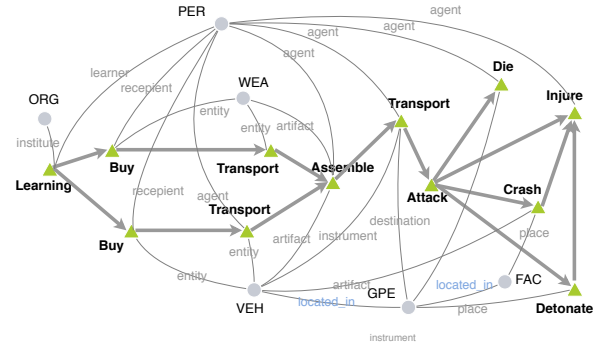 PER
agent
agent
agent
agent
learner
recepient
WEA
Die
Injure
ORG
entity
entity
artifact
Transport
institute
Learning
Buy
Transport
Assemble
Attack
Crash
recepient
agent
Transport
Buy
destination
place
entity
artifact
instrument
entity
artifact
located_in
GPE
located_in
FAC
VEH
place
Detonate
instrument